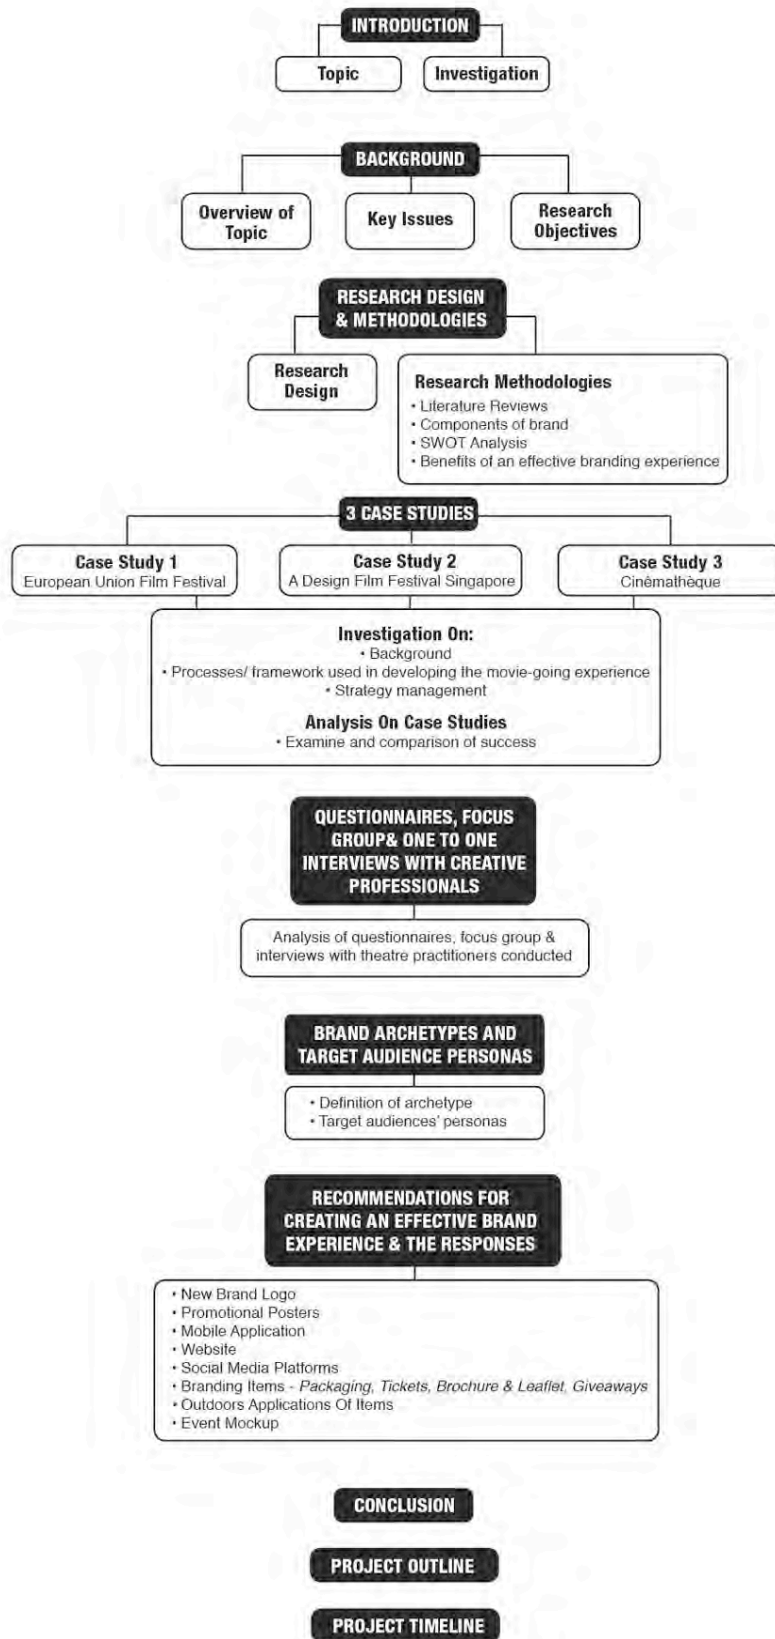 INTRODUCTION
Topic
Investigation
BACKGROUND
Overview of
Topic
Key Issues
Research
Objectives
RESEARCH DESIGN
& METHODOLOGIES
Research
Design
Research Methodologies
• Literature Reviews
• Components of brand
• SWOT Analysis
• Benefits of an effective branding experience
3 CASE STUDIES
Case Study 1
European Union Film Festival
Case Study 2
A Design Film Festival Singapore
Case Study 3
Cinémathèque
Investigation On:
• Background
• Processes/ framework used in developing the movie-going experience
• Strategy management
Analysis On Case Studies
• Examine and comparison of success
QUESTIONNAIRES, FOCUS
GROUP& ONE TO ONE
INTERVIEWS WITH CREATIVE
PROFESSIONALS
Analysis of questionnaires, focus group &
interviews with theatre practitioners conducted
BRAND ARCHETYPES AND
TARGET AUDIENCE PERSONAS
• Definition of archetype
• Target audiences' personas
RECOMMENDATIONS FOR
CREATING AN EFFECTIVE BRAND
EXPERIENCE & THE RESPONSES
• New Brand Logo
• Promotional Posters
• Mobile Application
• Website
• Social Media Platforms
• Branding Items - Packaging, Tickets, Brochure & Leaflet, Giveaways
• Outdoors Applications Of Items
• Event Mockup
CONCLUSION
PROJECT OUTLINE
PROJECT TIMELINE